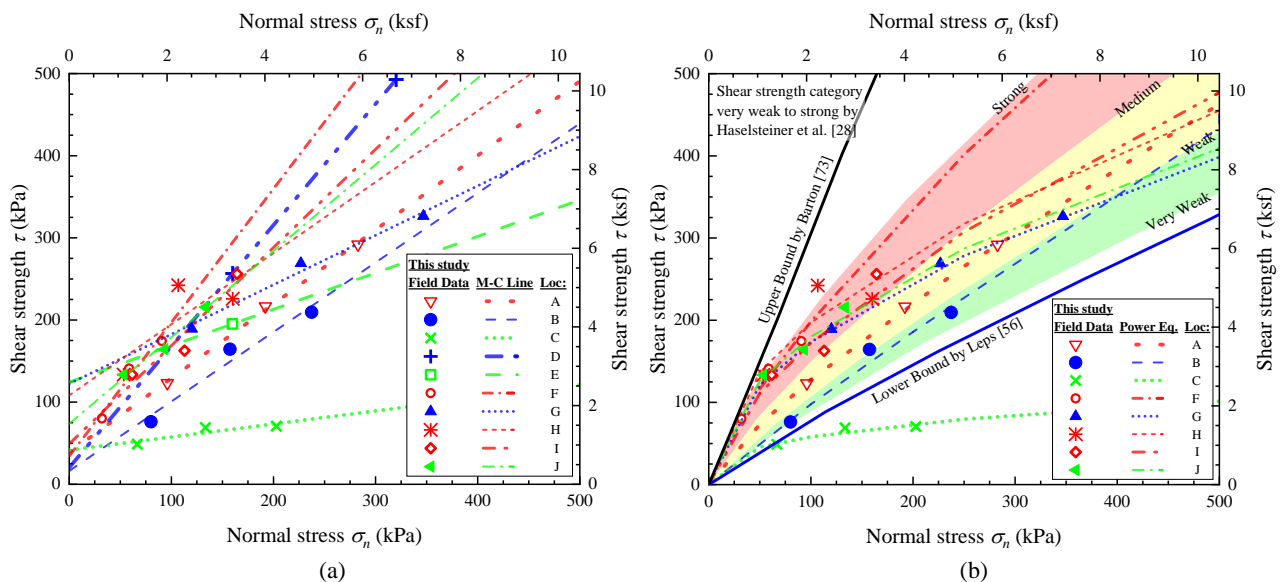 Normal stress σn (ksf)
0 2 4 6 8 10
500
400
300
200
100
0
Shear strength τ (kPa)
10
8
6
4
2
0
Shear strength τ (ksf)
This study
Field Data M-C Line Loc:
A
B
C
D
E
F
G
H
I
J
0 100 200 300 400 500
Normal stress σn (kPa)
(a)
Normal stress σn (ksf)
0 2 4 6 8 10
500
400
300
200
100
0
Shear strength τ (kPa)
10
8
6
4
2
0
Shear strength τ (ksf)
Shear strength category
very weak to strong by
Haselsteiner et al. [28]
Upper Bound by Barton [73]
Strong
Medium
Weak
Very Weak
Lower Bound by Leps [56]
This study
Field Data Power Eq. Loc:
A
B
C
F
G
H
I
J
0 100 200 300 400 500
Normal stress σn (kPa)
(b)